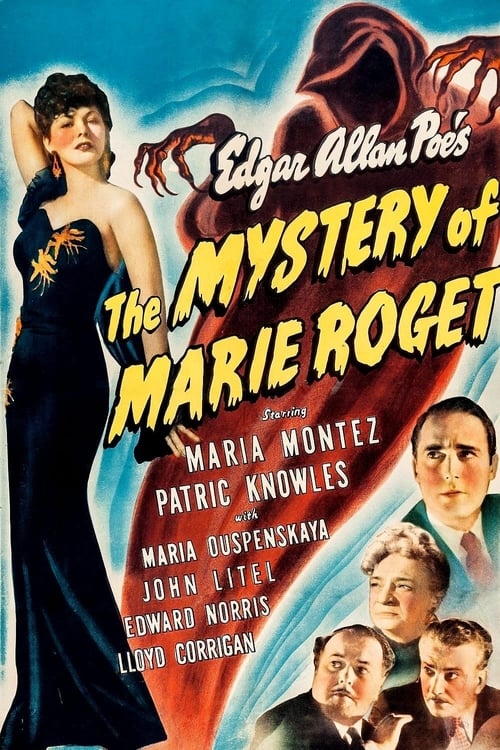 Edgar Allan Poe's
The MYSTERY of
MARIE ROGET
Starring
MARIA MONTEZ
PATRIC KNOWLES
with
MARIA OUSPENSKAYA
JOHN LITEL
EDWARD NORRIS
LLOYD CORRIGAN